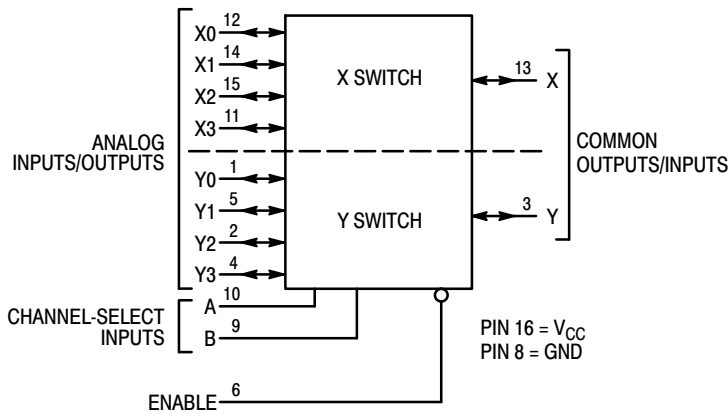 X0 12
X1 14
X2 15
X3 11
X SWITCH
13 X
ANALOG
INPUTS/OUTPUTS
COMMON
OUTPUTS/INPUTS
Y0 1
Y1 5
Y2 2
Y3 4
Y SWITCH
3 Y
CHANNEL-SELECT
INPUTS
A 10
B 9
PIN 16 = VCC
PIN 8 = GND
ENABLE 6